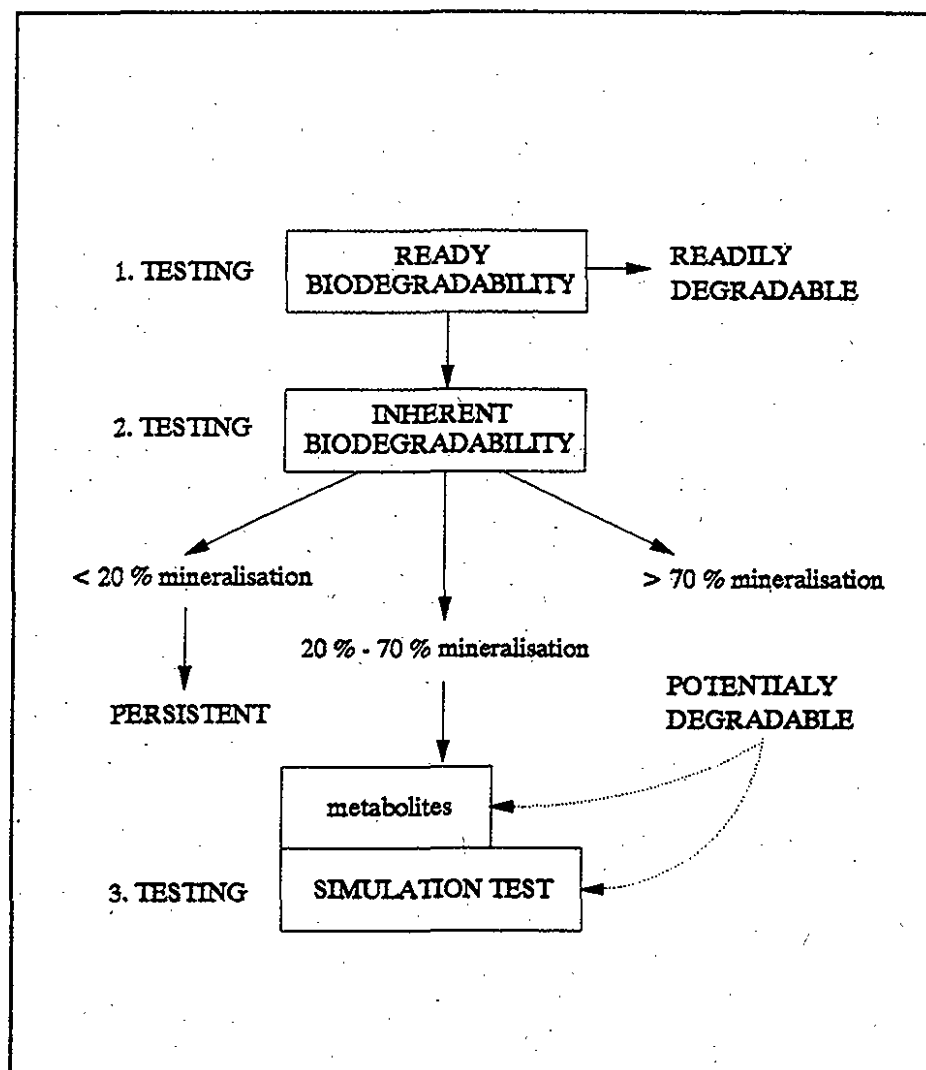 1. TESTING
READY
BIODEGRADABILITY
READILY
DEGRADABLE
2. TESTING
INHERENT
BIODEGRADABILITY
< 20 % mineralisation
> 70 % mineralisation
20 % - 70 % mineralisation
PERSISTENT
POTENTIALY
DEGRADABLE
metabolites
3. TESTING
SIMULATION TEST